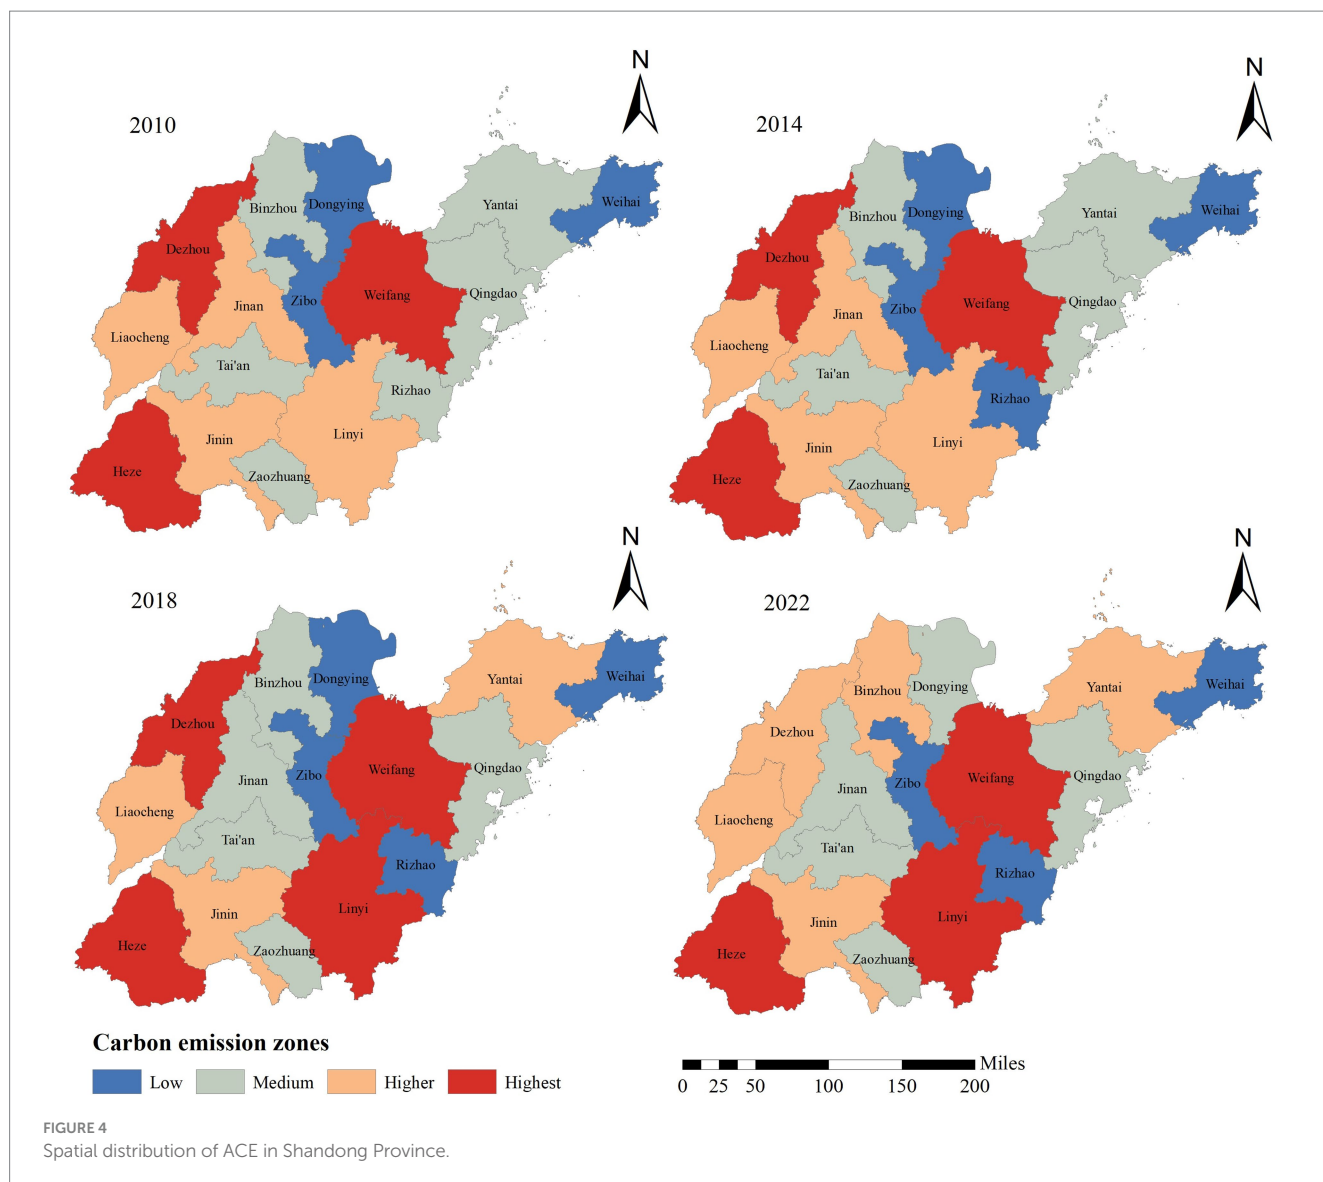 2010
N
Binzhou
Dongying
Yantai
Weihai
Dezhou
Zibo
Weifang
Qingdao
Jinan
Liaocheng
Tai'an
Rizhao
Jinin
Linyi
Heze
Zaozhuang
2014
N
Binzhou
Dongying
Yantai
Weihai
Dezhou
Zibo
Weifang
Qingdao
Jinan
Liaocheng
Tai'an
Rizhao
Jinin
Linyi
Heze
Zaozhuang
2018
N
Binzhou
Dongying
Yantai
Weihai
Dezhou
Zibo
Weifang
Qingdao
Jinan
Liaocheng
Tai'an
Rizhao
Jinin
Linyi
Heze
Zaozhuang
2022
N
Binzhou
Dongying
Yantai
Weihai
Dezhou
Zibo
Weifang
Qingdao
Jinan
Liaocheng
Tai'an
Rizhao
Jinin
Linyi
Heze
Zaozhuang
Carbon emission zones
Low Medium Higher Highest
Miles
0 25 50 100 150 200
FIGURE 4
Spatial distribution of ACE in Shandong Province.